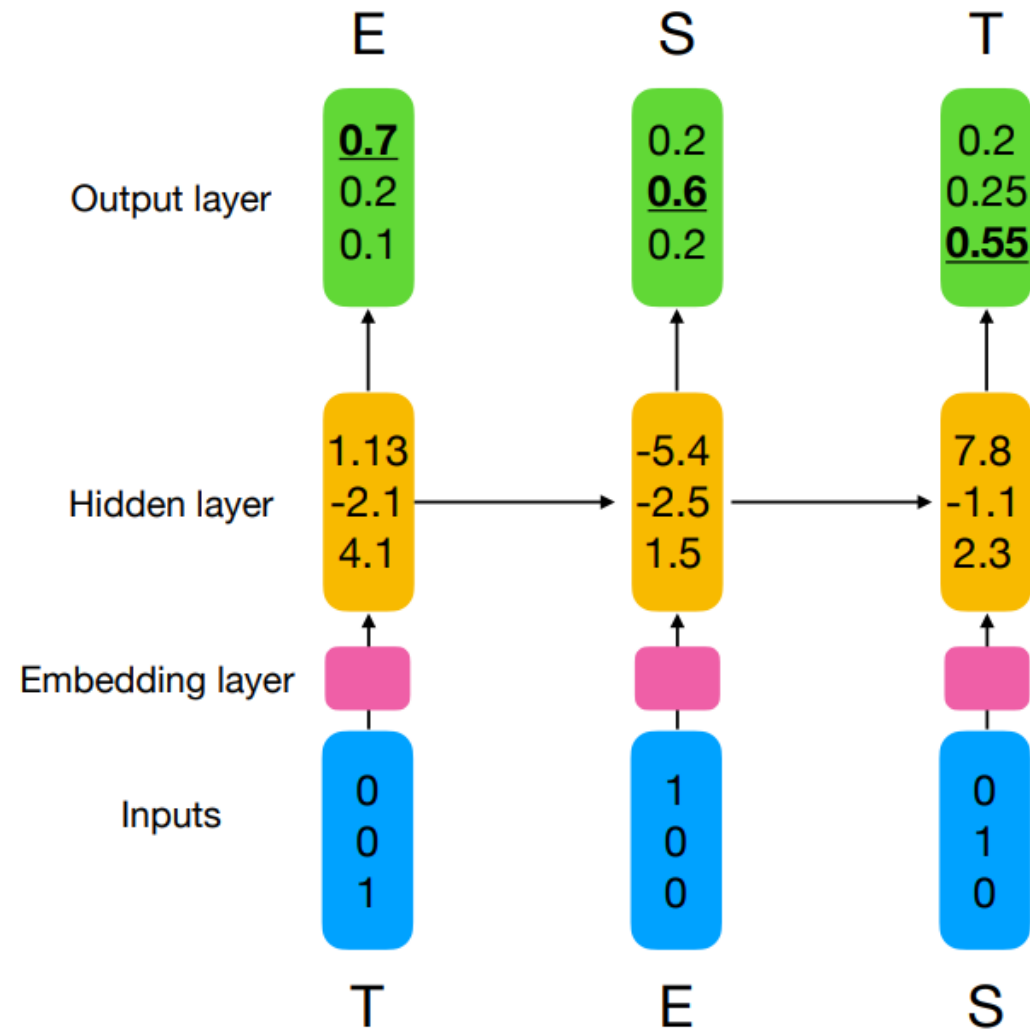 E S T
0.7 0.2 0.2
Output layer 0.2 0.6 0.25
0.1 0.2 0.55
1.13 -5.4 7.8
Hidden layer -2.1 -2.5 -1.1
4.1 1.5 2.3
Embedding layer
0 1 0
Inputs 0 0 1
1 0 0
T E S